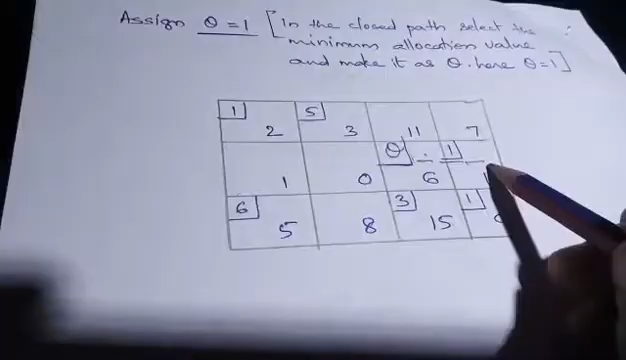 Assign θ = 1 [In the closed path select the
minimum allocation value
and make it as θ. here θ=1]
1 2 5 3 11 7
1 0 θ 6 1
6 5 8 3 15 1